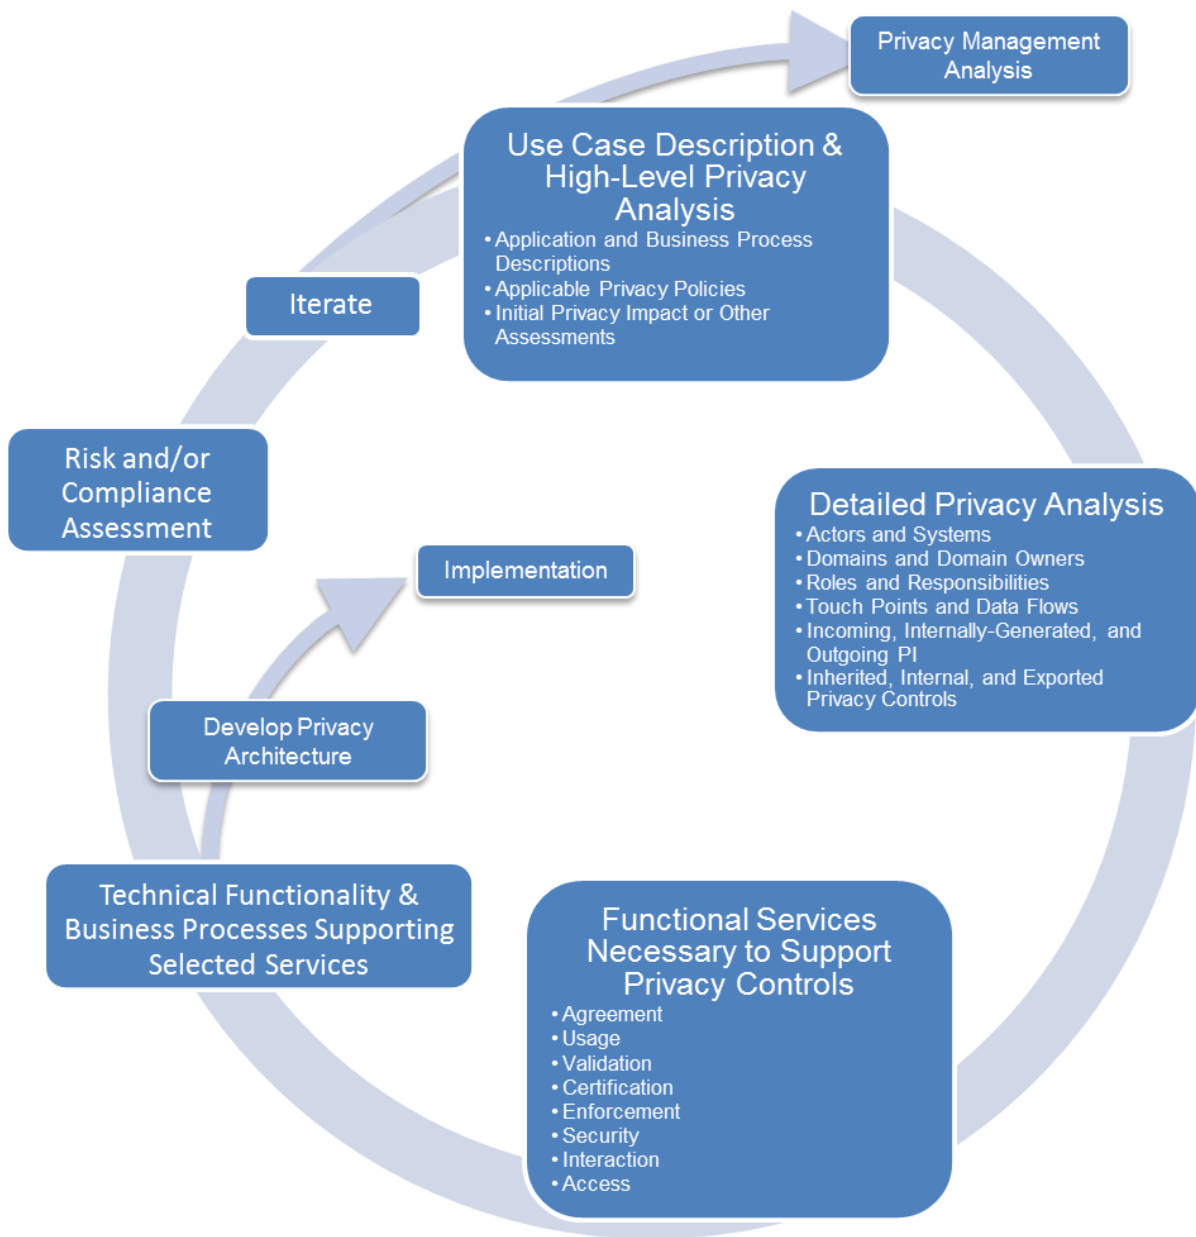 Privacy Management
Analysis
Use Case Description &
High-Level Privacy
Analysis
• Application and Business Process
Descriptions
• Applicable Privacy Policies
• Initial Privacy Impact or Other
Assessments
Iterate
Risk and/or
Compliance
Assessment
Detailed Privacy Analysis
• Actors and Systems
• Domains and Domain Owners
• Roles and Responsibilities
• Touch Points and Data Flows
• Incoming, Internally-Generated, and
Outgoing PI
• Inherited, Internal, and Exported
Privacy Controls
Implementation
Develop Privacy
Architecture
Technical Functionality &
Business Processes Supporting
Selected Services
Functional Services
Necessary to Support
Privacy Controls
• Agreement
• Usage
• Validation
• Certification
• Enforcement
• Security
• Interaction
• Access